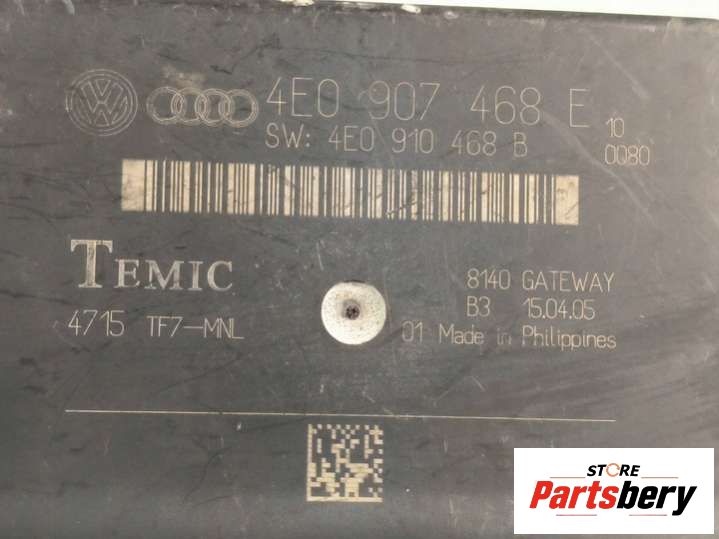 4E0 907 468 E 10
SW: 4E0 910 468 B 0080
TEMIC
8140 GATEWAY
B3 15.04.05
4715 TF7-MNL
01 Made in Philippines
STORE
Partsbery